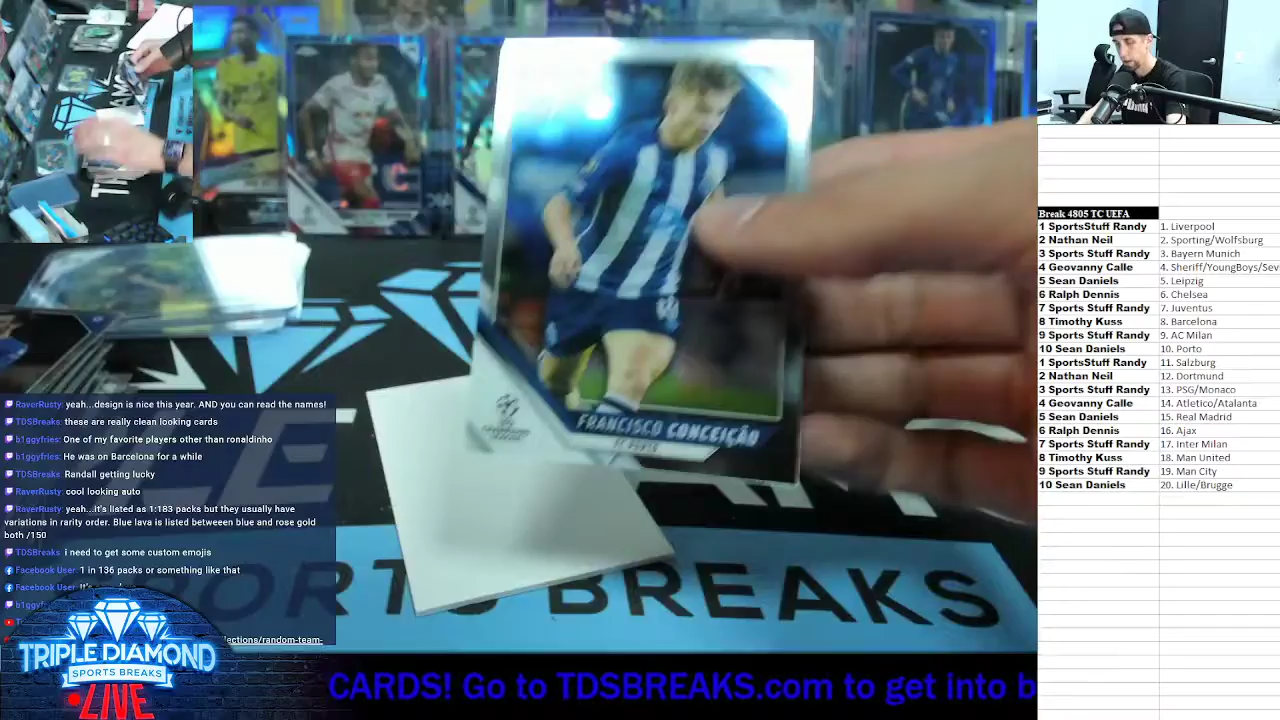 FRANCISCO CONCEIÇÃO
FC PORTO
BREAKS
RaverRusty: yeah...design is nice this year. AND you can read the names!
TDSBreaks: these are really clean looking cards
b1ggyfries: One of my favorite players other than ronaldinho
b1ggyfries: He was on Barcelona for a while
TDSBreaks: Randall getting lucky
RaverRusty: cool looking auto
RaverRusty: yeah...it's listed as 1:183 packs but they usually have
variations in rarity order. Blue lava is listed betweeen blue and rose gold
both /150
TDSBreaks: i need to get some custom emojis
Facebook User: 1 in 136 packs or something like that
Facebook User:
TRIPLE DIAMOND
SPORTS BREAKS
LIVE
CARDS! Go to TDSBREAKS.com to get into b
Break 4805 TC UEFA
1 SportsStuff Randy 1. Liverpool
2 Nathan Neil 2. Sporting/Wolfsburg
3 Sports Stuff Randy 3. Bayern Munich
4 Geovanny Calle 4. Sheriff/YoungBoys/Sev
5 Sean Daniels 5. Leipzig
6 Ralph Dennis 6. Chelsea
7 Sports Stuff Randy 7. Juventus
8 Timothy Kuss 8. Barcelona
9 Sports Stuff Randy 9. AC Milan
10 Sean Daniels 10. Porto
1 SportsStuff Randy 11. Salzburg
2 Nathan Neil 12. Dortmund
3 Sports Stuff Randy 13. PSG/Monaco
4 Geovanny Calle 14. Atletico/Atalanta
5 Sean Daniels 15. Real Madrid
6 Ralph Dennis 16. Ajax
7 Sports Stuff Randy 17. Inter Milan
8 Timothy Kuss 18. Man United
9 Sports Stuff Randy 19. Man City
10 Sean Daniels 20. Lille/Brugge